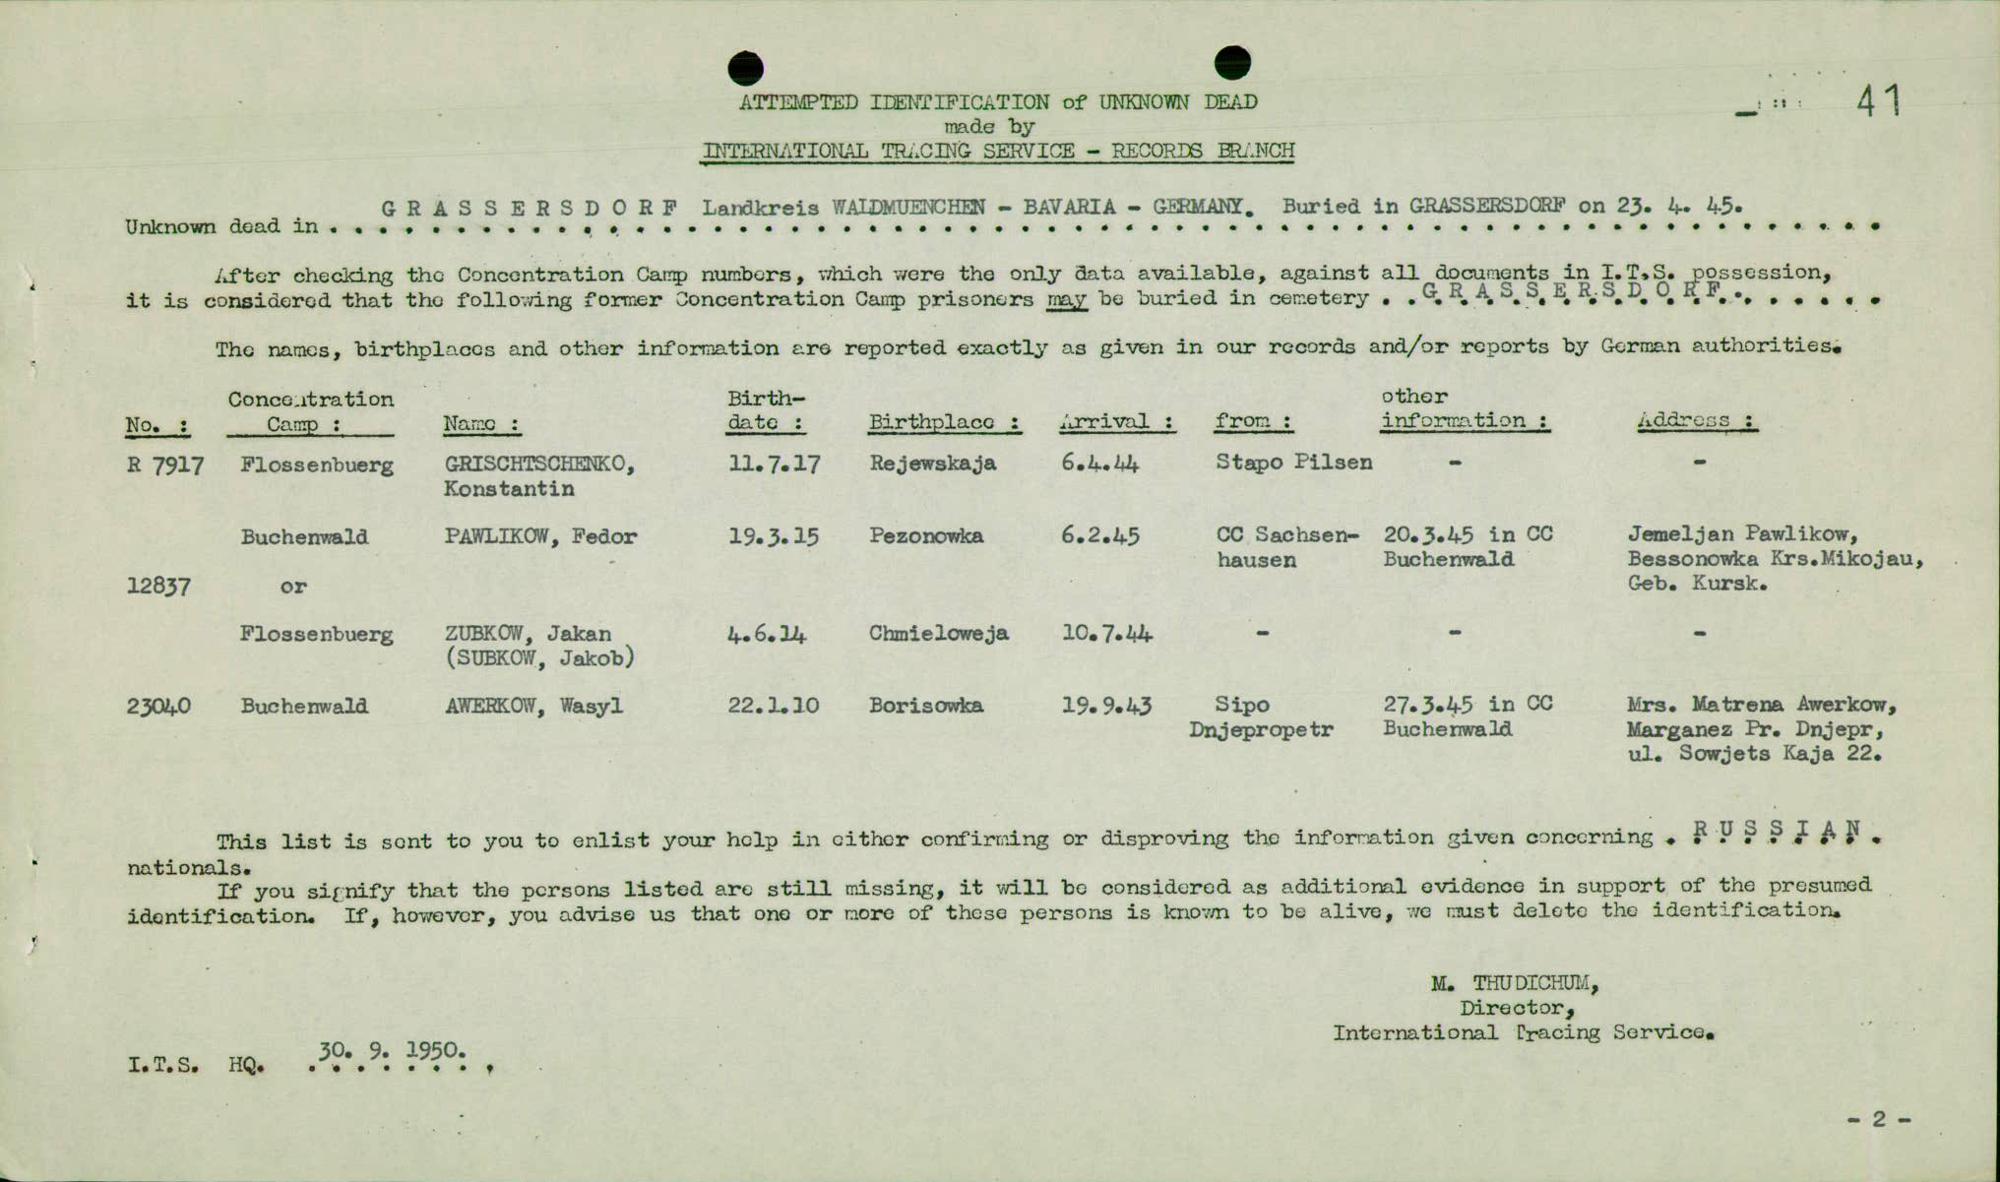 41
ATTEMPTED IDENTIFICATION of UNKNOWN DEAD
made by
INTERNATIONAL TRACING SERVICE - RECORDS BRANCH
G R A S S E R S D O R F Landkreis WALDMUENCHEN - BAVARIA - GERMANY. Buried in GRASSERSDORF on 23. 4. 45.
Unknown dead in . . . . . . . . . . . . . . . . . . . . . . . . . . . . . .
After checking the Concentration Camp numbers, which were the only data available, against all documents in I.T.S. possession,
it is considered that the following former Concentration Camp prisoners may be buried in cemetery . . G R A S S E R S D O R F . . . . . . .
The names, birthplaces and other information are reported exactly as given in our records and/or reports by German authorities.
Concentration Birth- other
No. : Camp : Name : date : Birthplace : Arrival : from : information : Address :
R 7917 Flossenbuerg GRISCHTSCHENKO, 11.7.17 Rejewskaja 6.4.44 Stapo Pilsen - -
Konstantin
Buchenwald PAWLIKOW, Fedor 19.3.15 Pezonowka 6.2.45 CC Sachsen- 20.3.45 in CC Jemeljan Pawlikow,
hausen Buchenwald Bessonowka Krs.Mikojau,
12837 or Geb. Kursk.
Flossenbuerg ZUBKOW, Jakan 4.6.14 Chmieloweja 10.7.44 - - -
(SUBKOW, Jakob)
23040 Buchenwald AWERKOW, Wasyl 22.1.10 Borisowka 19.9.43 Sipo 27.3.45 in CC Mrs. Matrena Awerkow,
Dnjepropetr Buchenwald Marganez Pr. Dnjepr,
ul. Sowjets Kaja 22.
This list is sent to you to enlist your help in either confirming or disproving the information given concerning . R U S S I A N .
nationals.
If you signify that the persons listed are still missing, it will be considered as additional evidence in support of the presumed
identification. If, however, you advise us that one or more of these persons is known to be alive, we must delete the identification.
M. THUDICHUM,
Director,
International Tracing Service.
I.T.S. HQ. 30. 9. 1950.
- 2 -